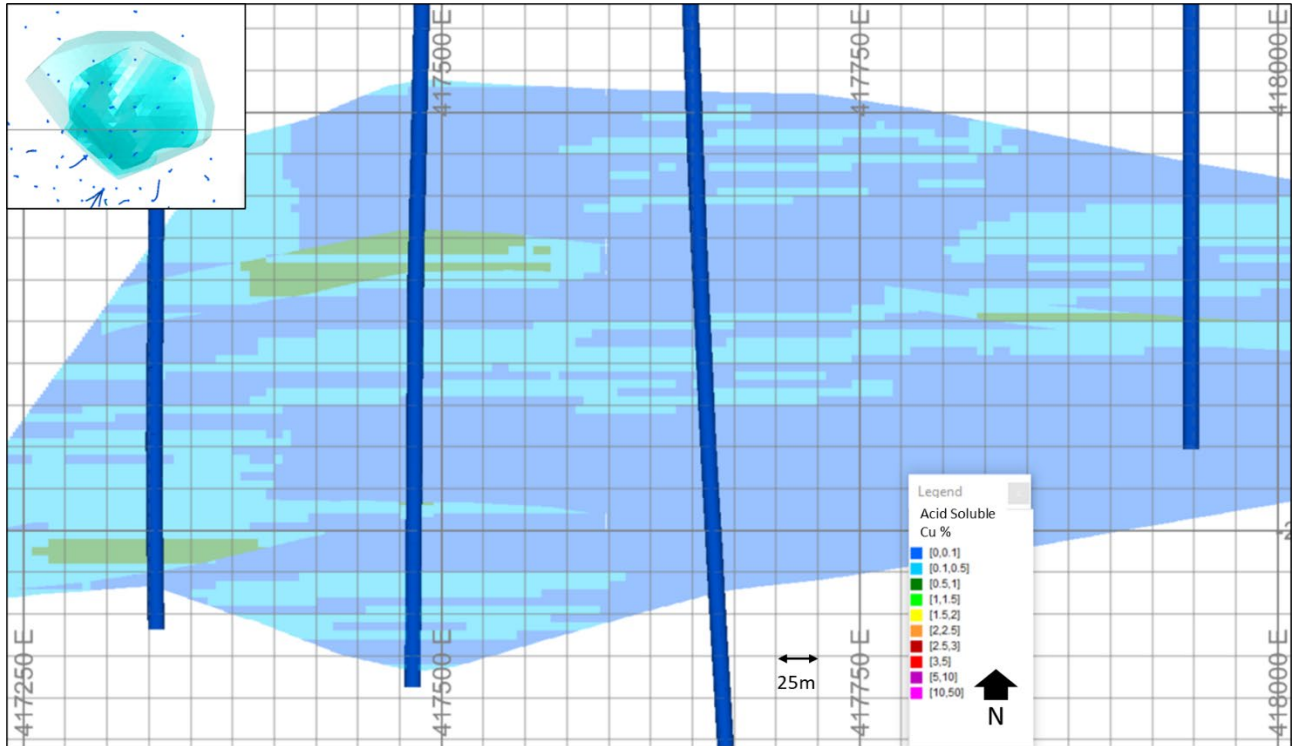 417500 E
417750 E
418000 E
Legend
Acid Soluble
Cu %
[0,0.1]
[0.1,0.5]
[0.5,1]
[1,1.5]
[1.5,2]
[2,2.5]
[2.5,3]
[3,5]
[5,10]
[10,50]
25m
N
417250 E
417500 E
417750 E
418000 E